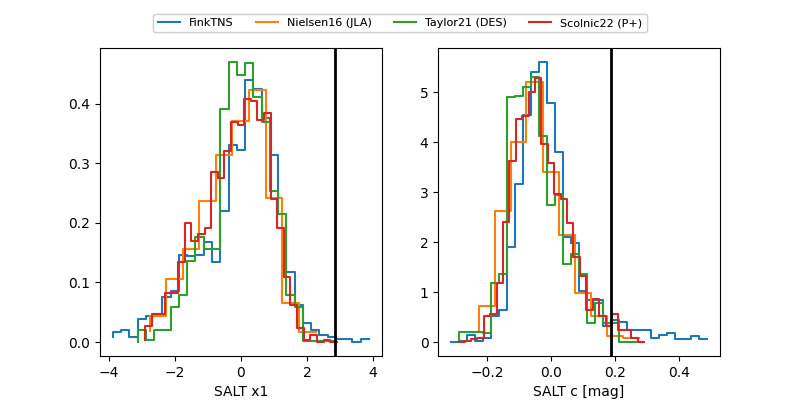 FinkTNS Nielsen16 (JLA) Taylor21 (DES) Scolnic22 (P+)
0.4
0.3
0.2
0.1
0.0
−4 −2 0 2 4
SALT x1
5
4
3
2
1
0
−0.2 0.0 0.2 0.4
SALT c [mag]